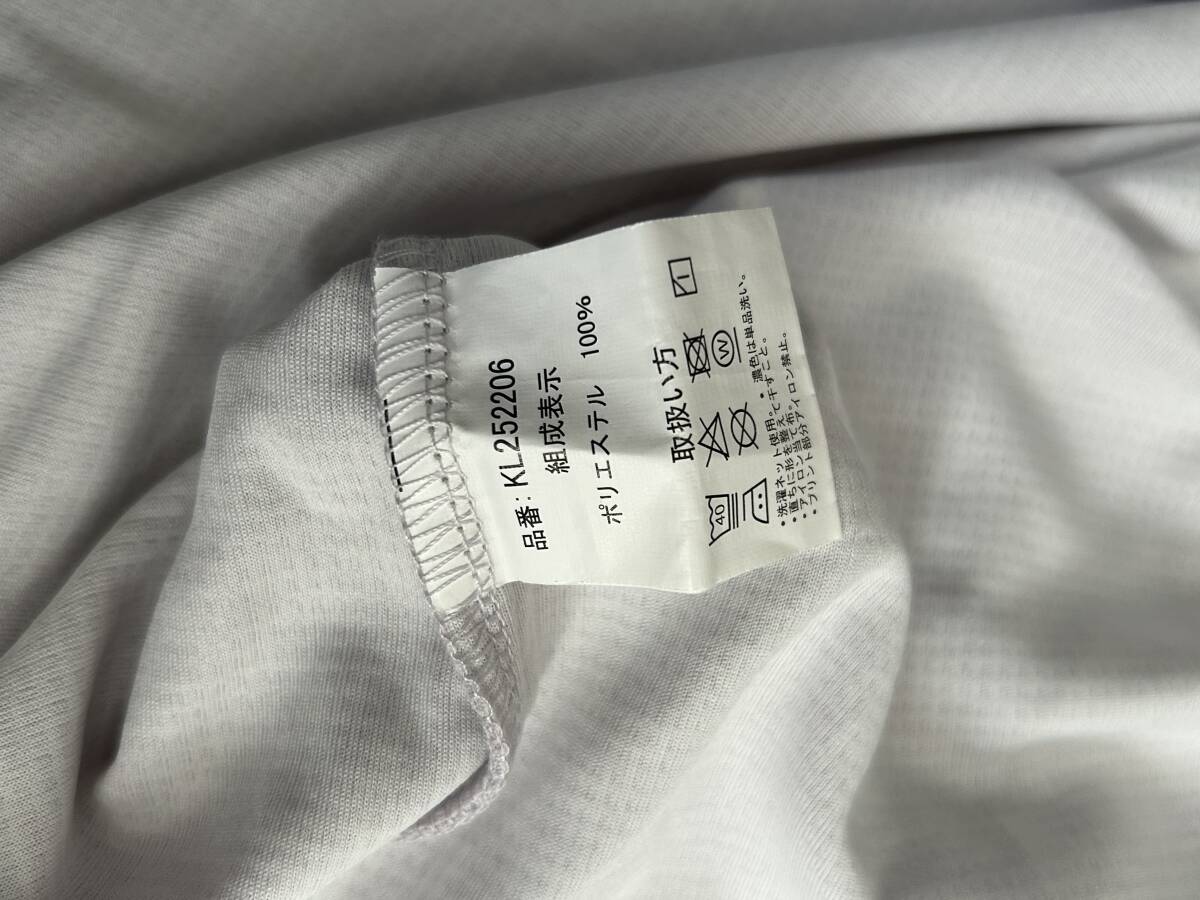 品番: KL252206
組成表示
ポリエステル 100%
取扱い方
40
W
・洗濯ネット使用。・濃色は単品洗い。
・直ちに形を整えて干すこと。
・アイロン当て布。
・プリント部分アイロン禁止。